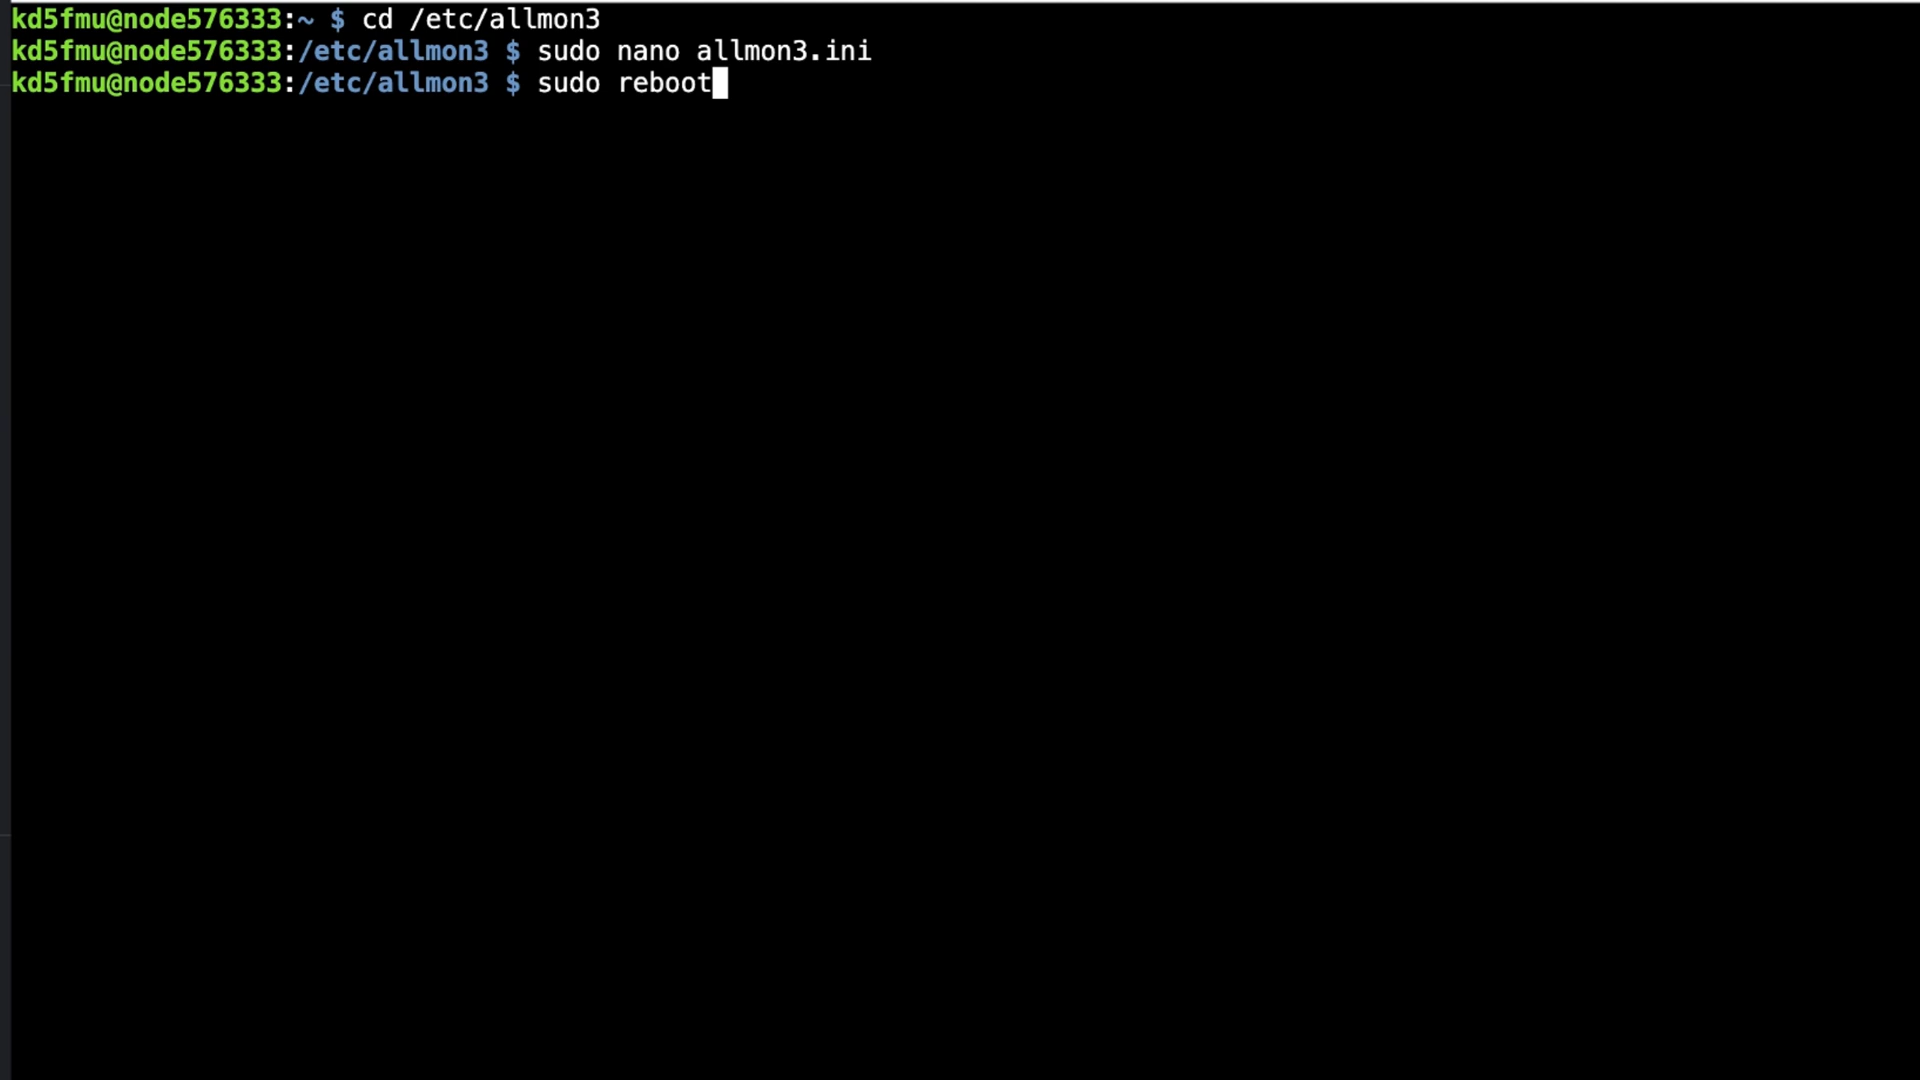 kd5fmu@node576333:~ $ cd /etc/allmon3
kd5fmu@node576333:/etc/allmon3 $ sudo nano allmon3.ini
kd5fmu@node576333:/etc/allmon3 $ sudo reboot